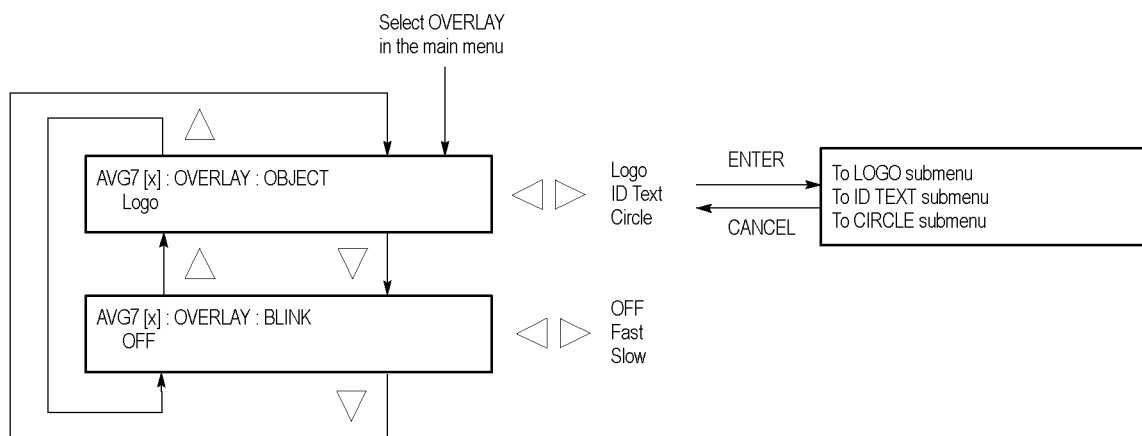 Select OVERLAY
in the main menu
AVG7 [x] : OVERLAY : OBJECT
Logo
Logo
ID Text
Circle
ENTER
CANCEL
To LOGO submenu
To ID TEXT submenu
To CIRCLE submenu
AVG7 [x] : OVERLAY : BLINK
OFF
OFF
Fast
Slow